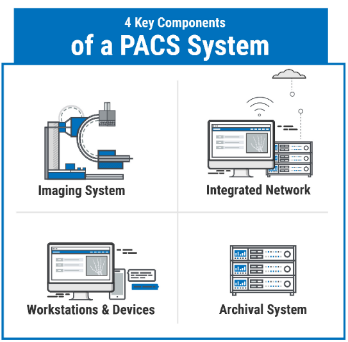 4 Key Components
of a PACS System
Imaging System
Integrated Network
Workstations & Devices
Archival System